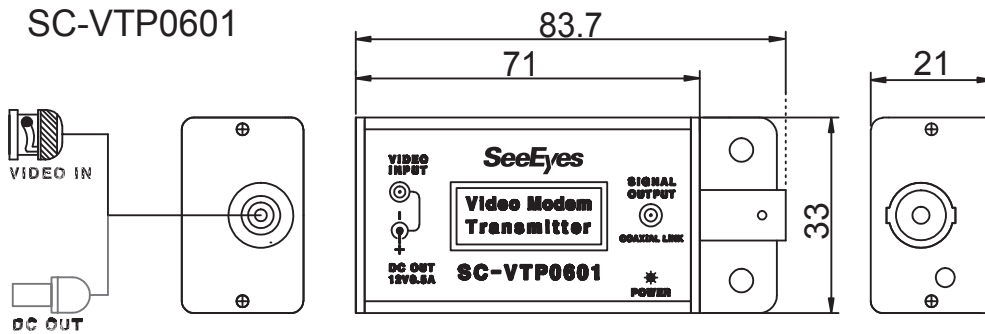 SC-VTP0601
83.7
71
21
33
VIDEO IN
DC OUT
VIDEO
INPUT
-
+
DC OUT
12V0.5A
SeeEyes
Video Modem
Transmitter
SC-VTP0601
SIGNAL
OUTPUT
COAXIAL LINK
POWER